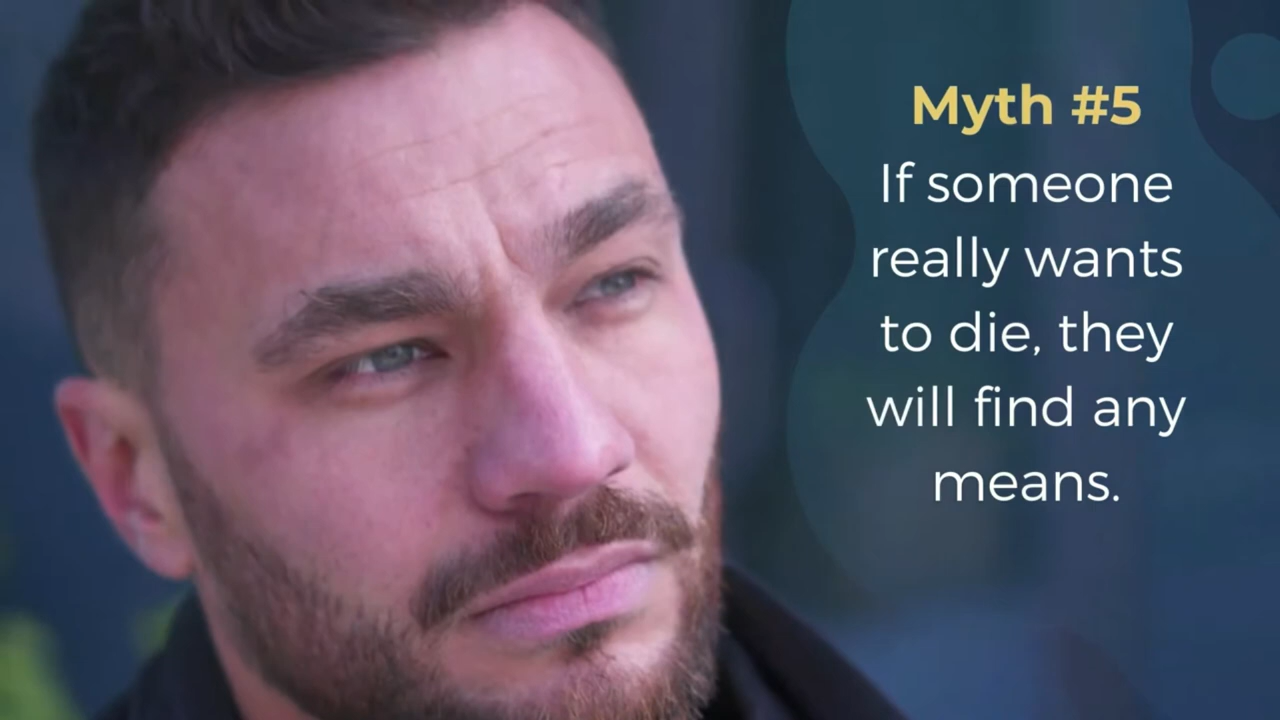 Myth #5
If someone
really wants
to die, they
will find any
means.